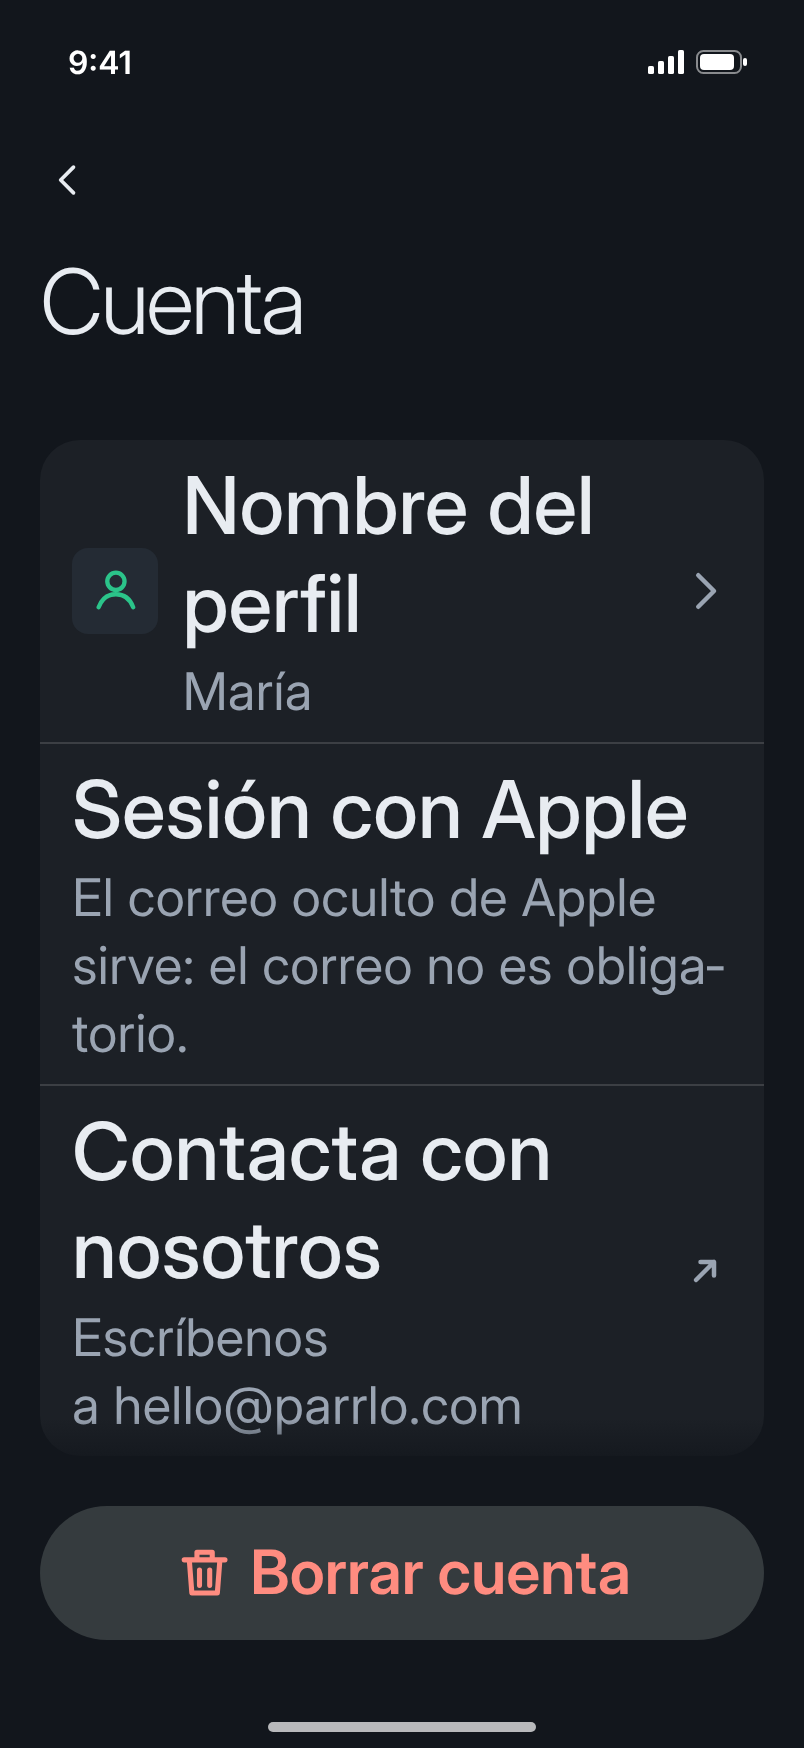 9:41
Cuenta
Nombre del
perfil
María
Sesión con Apple
El correo oculto de Apple
sirve: el correo no es obliga-
torio.
Contacta con
nosotros
Escríbenos
a hello@parrlo.com
Borrar cuenta